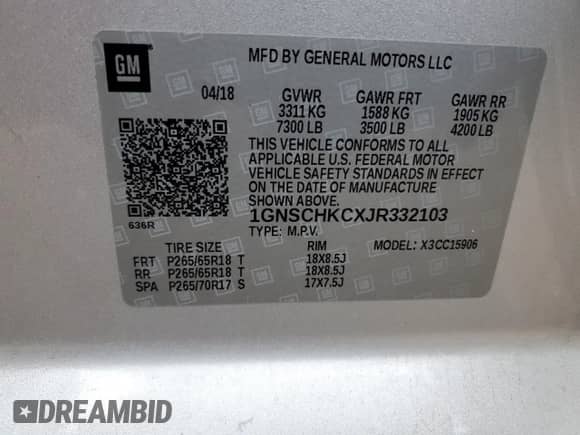 GM
MFD BY GENERAL MOTORS LLC
04/18 GVWR GAWR FRT GAWR RR
3311 KG 1588 KG 1905 KG
7300 LB 3500 LB 4200 LB
THIS VEHICLE CONFORMS TO ALL
APPLICABLE U.S. FEDERAL MOTOR
VEHICLE SAFETY STANDARDS IN EFFECT
ON THE DATE OF MANUFACTURE
SHOWN ABOVE.
636R
1GNSCHKCXJR332103
TYPE: M.P.V. MODEL: X3CC15906
TIRE SIZE RIM
FRT P265/65R18 T 18X8.5J
RR P265/65R18 T 18X8.5J
SPA P265/70R17 S 17X7.5J
DREAMBID